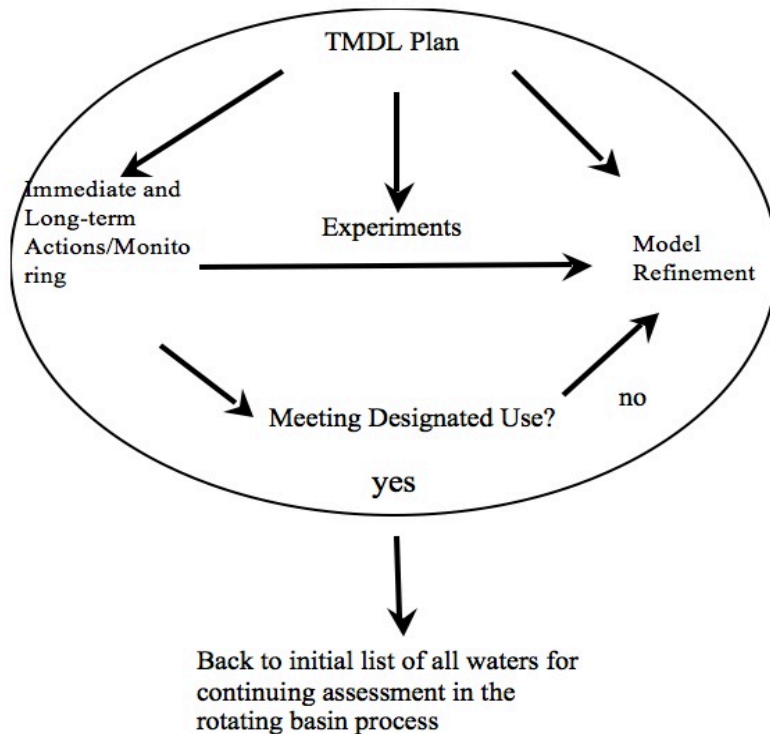 TMDL Plan
Immediate and
Long-term
Actions/Monito
ring
Experiments
Model
Refinement
Meeting Designated Use?
no
yes
Back to initial list of all waters for
continuing assessment in the
rotating basin process